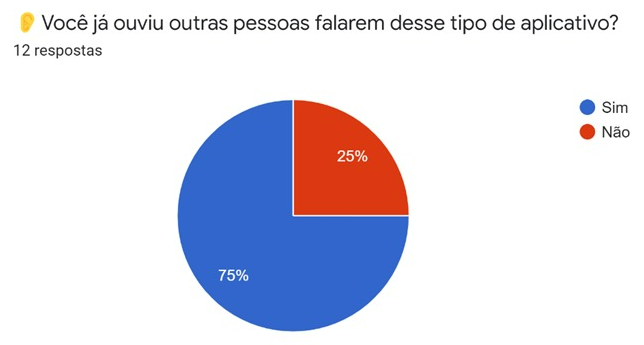 👂 Você já ouviu outras pessoas falarem desse tipo de aplicativo?
12 respostas
Sim
Não
25%
75%